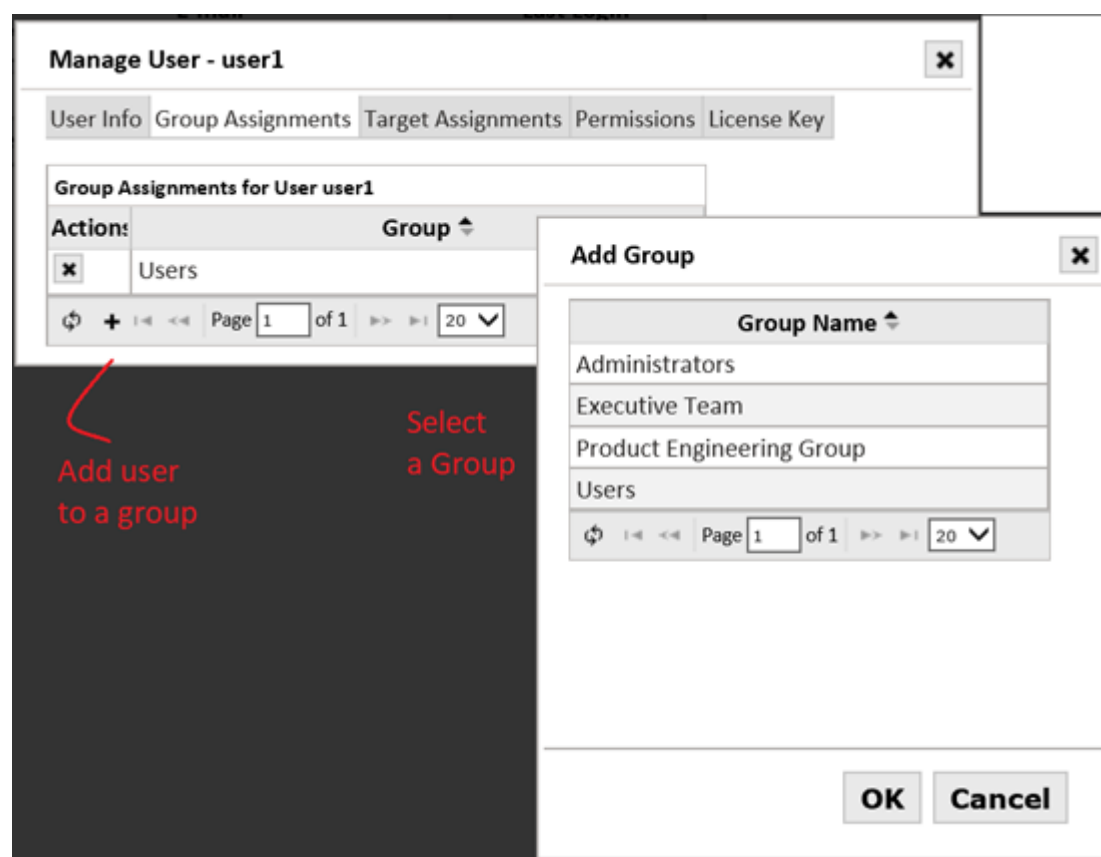 Manage User - user1
User Info Group Assignments Target Assignments Permissions License Key
Group Assignments for User user1
Actions Group
Users
Page 1 of 1 20
Add user
to a group
Select
a Group
Add Group
Group Name
Administrators
Executive Team
Product Engineering Group
Users
Page 1 of 1 20
OK Cancel